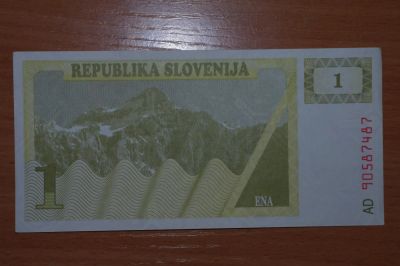 REPUBLIKA SLOVENIJA
1
1
ENA
AD 90587487